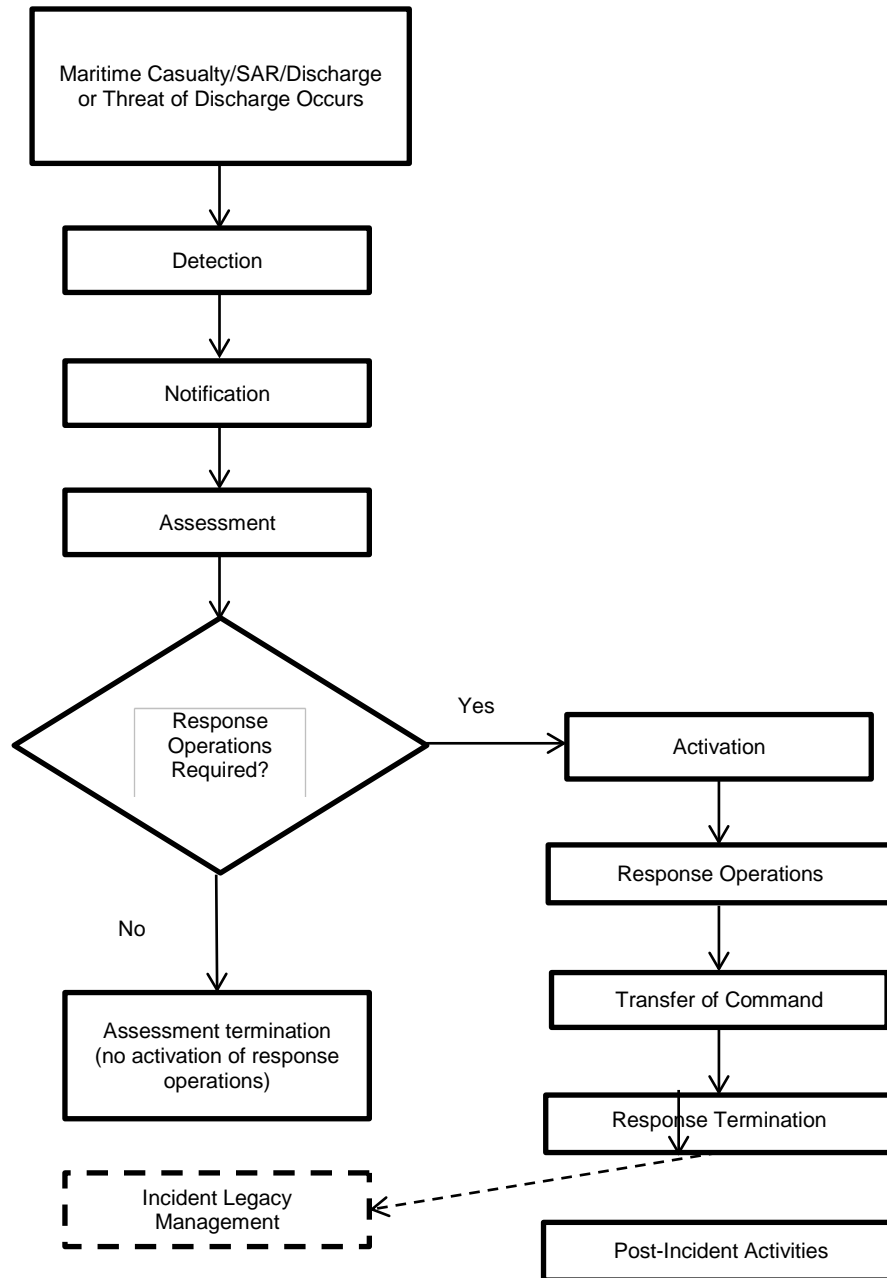 Maritime Casualty/SAR/Discharge
or Threat of Discharge Occurs
Detection
Notification
Assessment
Response
Operations
Required?
Yes
Activation
Response Operations
No
Transfer of Command
Assessment termination
(no activation of response
operations)
Response Termination
Incident Legacy
Management
Post-Incident Activities